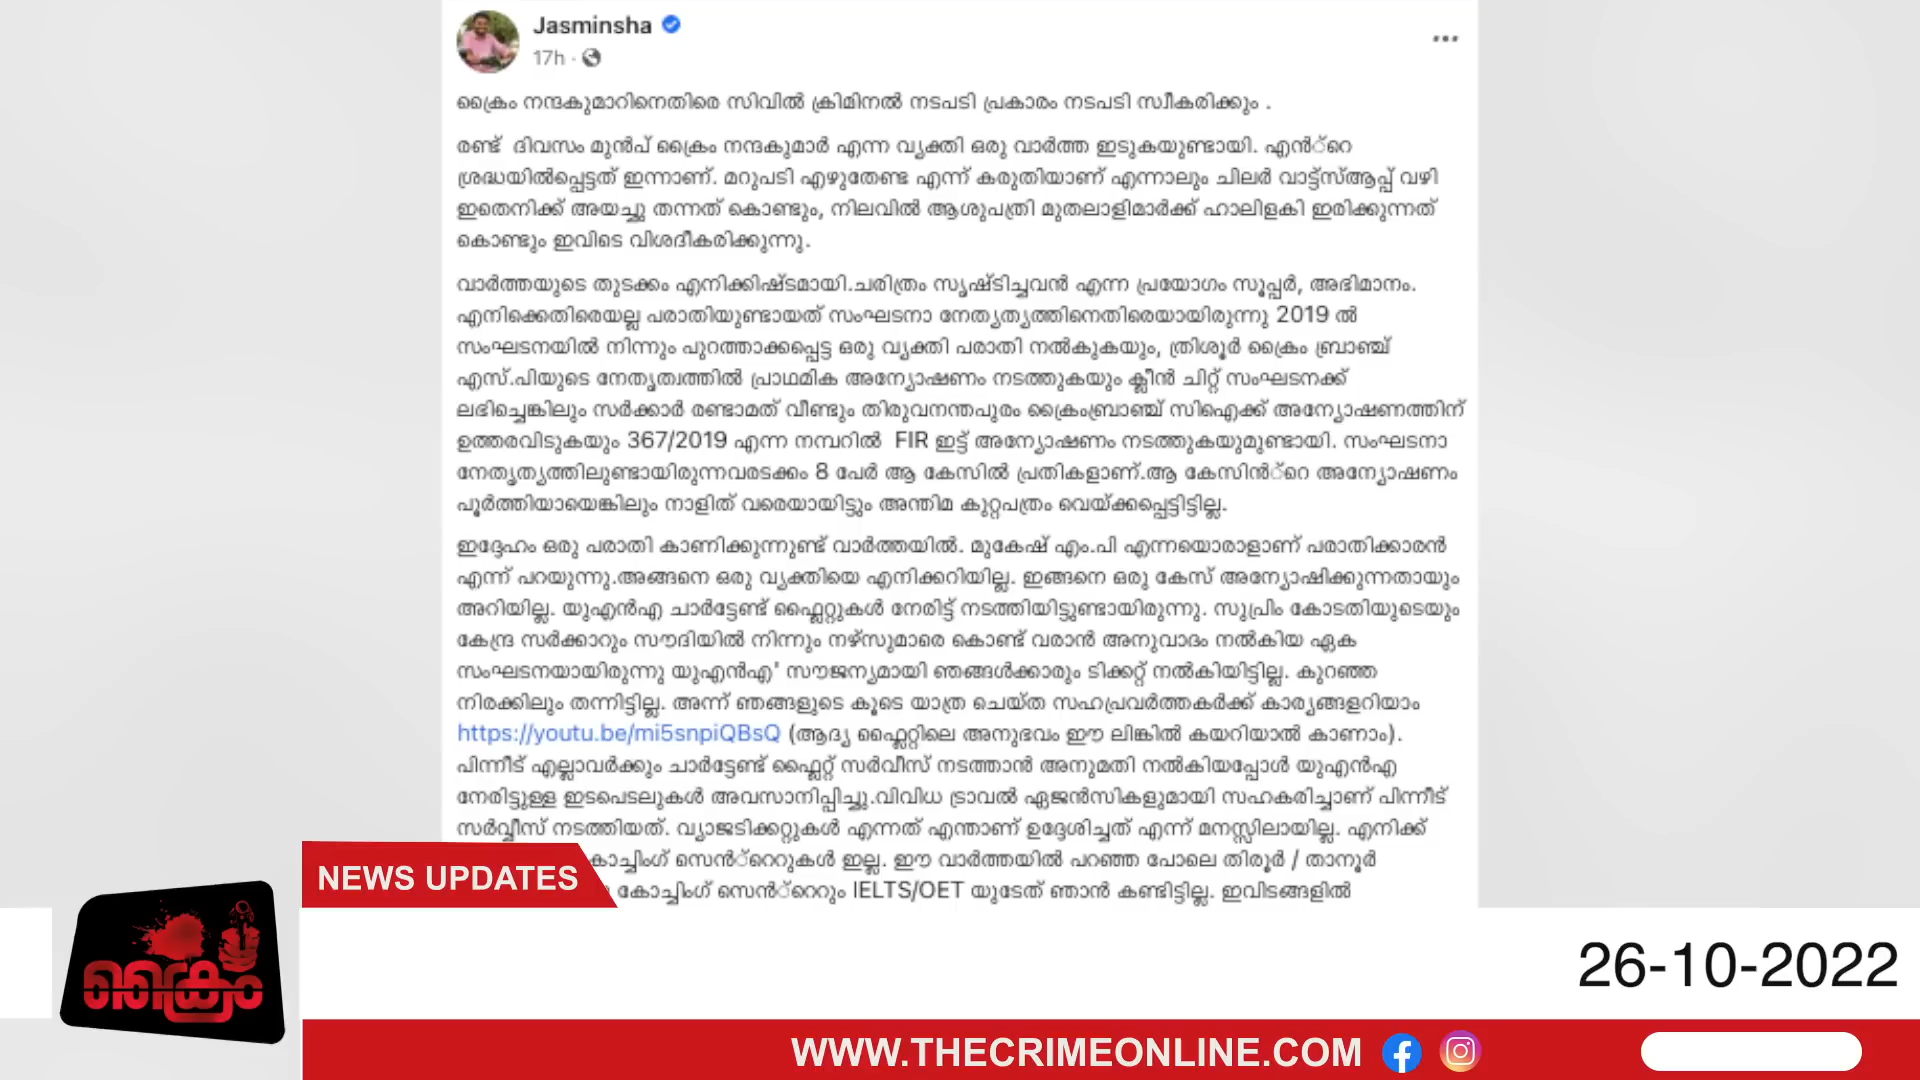 Jasminsha
17h ·
ക്രൈം നന്ദകുമാറിനെതിരെ സിവിൽ ക്രിമിനൽ നടപടി പ്രകാരം നടപടി സ്വീകരിക്കും .
രണ്ട് ദിവസം മുൻപ് ക്രൈം നന്ദകുമാർ എന്ന വ്യക്തി ഒരു വാർത്ത ഇടുകയുണ്ടായി. എൻ്റെ
ശ്രദ്ധയിൽപ്പെട്ടത് ഇന്നാണ്. മറുപടി എഴുതേണ്ട എന്ന് കരുതിയാണ് എന്നാലും ചിലർ വാട്ട്സ്ആപ്പ് വഴി
ഇതെനിക്ക് അയച്ചു തന്നത് കൊണ്ടും, നിലവിൽ ആശുപത്രി മുതലാളിമാർക്ക് ഹാലിളകി ഇരിക്കുന്നത്
കൊണ്ടും ഇവിടെ വിശദീകരിക്കുന്നു.
വാർത്തയുടെ തുടക്കം എനിക്കിഷ്ടമായി.ചരിത്രം സൃഷ്ടിച്ചവൻ എന്ന പ്രയോഗം സൂപ്പർ, അഭിമാനം.
എനിക്കെതിരെയല്ല പരാതിയുണ്ടായത് സംഘടനാ നേതൃത്യത്തിനെതിരെയായിരുന്നു 2019 ൽ
സംഘടനയിൽ നിന്നും പുറത്താക്കപ്പെട്ട ഒരു വ്യക്തി പരാതി നൽകുകയും, ത്രിശൂർ ക്രൈം ബ്രാഞ്ച്
എസ്.പിയുടെ നേതൃത്വത്തിൽ പ്രാഥമിക അന്യോഷണം നടത്തുകയും ക്ലീൻ ചിറ്റ് സംഘടനക്ക്
ലഭിച്ചെങ്കിലും സർക്കാർ രണ്ടാമത് വീണ്ടും തിരുവനന്തപുരം ക്രൈംബ്രാഞ്ച് സിഐക്ക് അന്യോഷണത്തിന്
ഉത്തരവിടുകയും 367/2019 എന്ന നമ്പറിൽ FIR ഇട്ട് അന്യോഷണം നടത്തുകയുമുണ്ടായി. സംഘടനാ
നേതൃത്യത്തിലുണ്ടായിരുന്നവരടക്കം 8 പേർ ആ കേസിൽ പ്രതികളാണ്.ആ കേസിൻ്റെ അന്യോഷണം
പൂർത്തിയായെങ്കിലും നാളിത് വരെയായിട്ടും അന്തിമ കുറ്റപത്രം വെയ്ക്കപ്പെട്ടിട്ടില്ല.
ഇദ്ദേഹം ഒരു പരാതി കാണിക്കുന്നുണ്ട് വാർത്തയിൽ. മുകേഷ് എം.പി എന്നയൊരാളാണ് പരാതിക്കാരൻ
എന്ന് പറയുന്നു.അങ്ങനെ ഒരു വ്യക്തിയെ എനിക്കറിയില്ല. ഇങ്ങനെ ഒരു കേസ് അന്യോഷിക്കുന്നതായും
അറിയില്ല. യുഎൻഎ ചാർട്ടേണ്ട് ഫ്ലൈറ്റുകൾ നേരിട്ട് നടത്തിയിട്ടുണ്ടായിരുന്നു. സുപ്രിം കോടതിയുടെയും
കേന്ദ്ര സർക്കാറും സൗദിയിൽ നിന്നും നഴ്സുമാരെ കൊണ്ട് വരാൻ അനുവാദം നൽകിയ ഏക
സംഘടനയായിരുന്നു യുഎൻഎ' സൗജന്യമായി ഞങ്ങൾക്കാരും ടിക്കറ്റ് നൽകിയിട്ടില്ല. കുറഞ്ഞ
നിരക്കിലും തന്നിട്ടില്ല. അന്ന് ഞങ്ങളുടെ കൂടെ യാത്ര ചെയ്ത സഹപ്രവർത്തകർക്ക് കാര്യങ്ങളറിയാം
https://youtu.be/mi5snpiQBsQ (ആദ്യ ഫ്ലൈറ്റിലെ അനുഭവം ഈ ലിങ്കിൽ കയറിയാൽ കാണാം).
പിന്നീട് എല്ലാവർക്കും ചാർട്ടേണ്ട് ഫ്ലൈറ്റ് സർവീസ് നടത്താൻ അനുമതി നൽകിയപ്പോൾ യുഎൻഎ
നേരിട്ടുള്ള ഇടപെടലുകൾ അവസാനിപ്പിച്ചു.വിവിധ ട്രാവൽ ഏജൻസികളുമായി സഹകരിച്ചാണ് പിന്നീട്
സർവ്വീസ് നടത്തിയത്. വ്യാജടിക്കറ്റുകൾ എന്നത് എന്താണ് ഉദ്ദേശിച്ചത് എന്ന് മനസ്സിലായില്ല. എനിക്ക്
കോച്ചിംഗ് സെൻ്റെറുകൾ ഇല്ല. ഈ വാർത്തയിൽ പറഞ്ഞ പോലെ തിരൂർ / താനൂർ
കോച്ചിംഗ് സെൻ്റെറും IELTS/OET യുടേത് ഞാൻ കണ്ടിട്ടില്ല. ഇവിടങ്ങളിൽ
NEWS UPDATES
ക്രൈം
26-10-2022
WWW.THECRIMEONLINE.COM